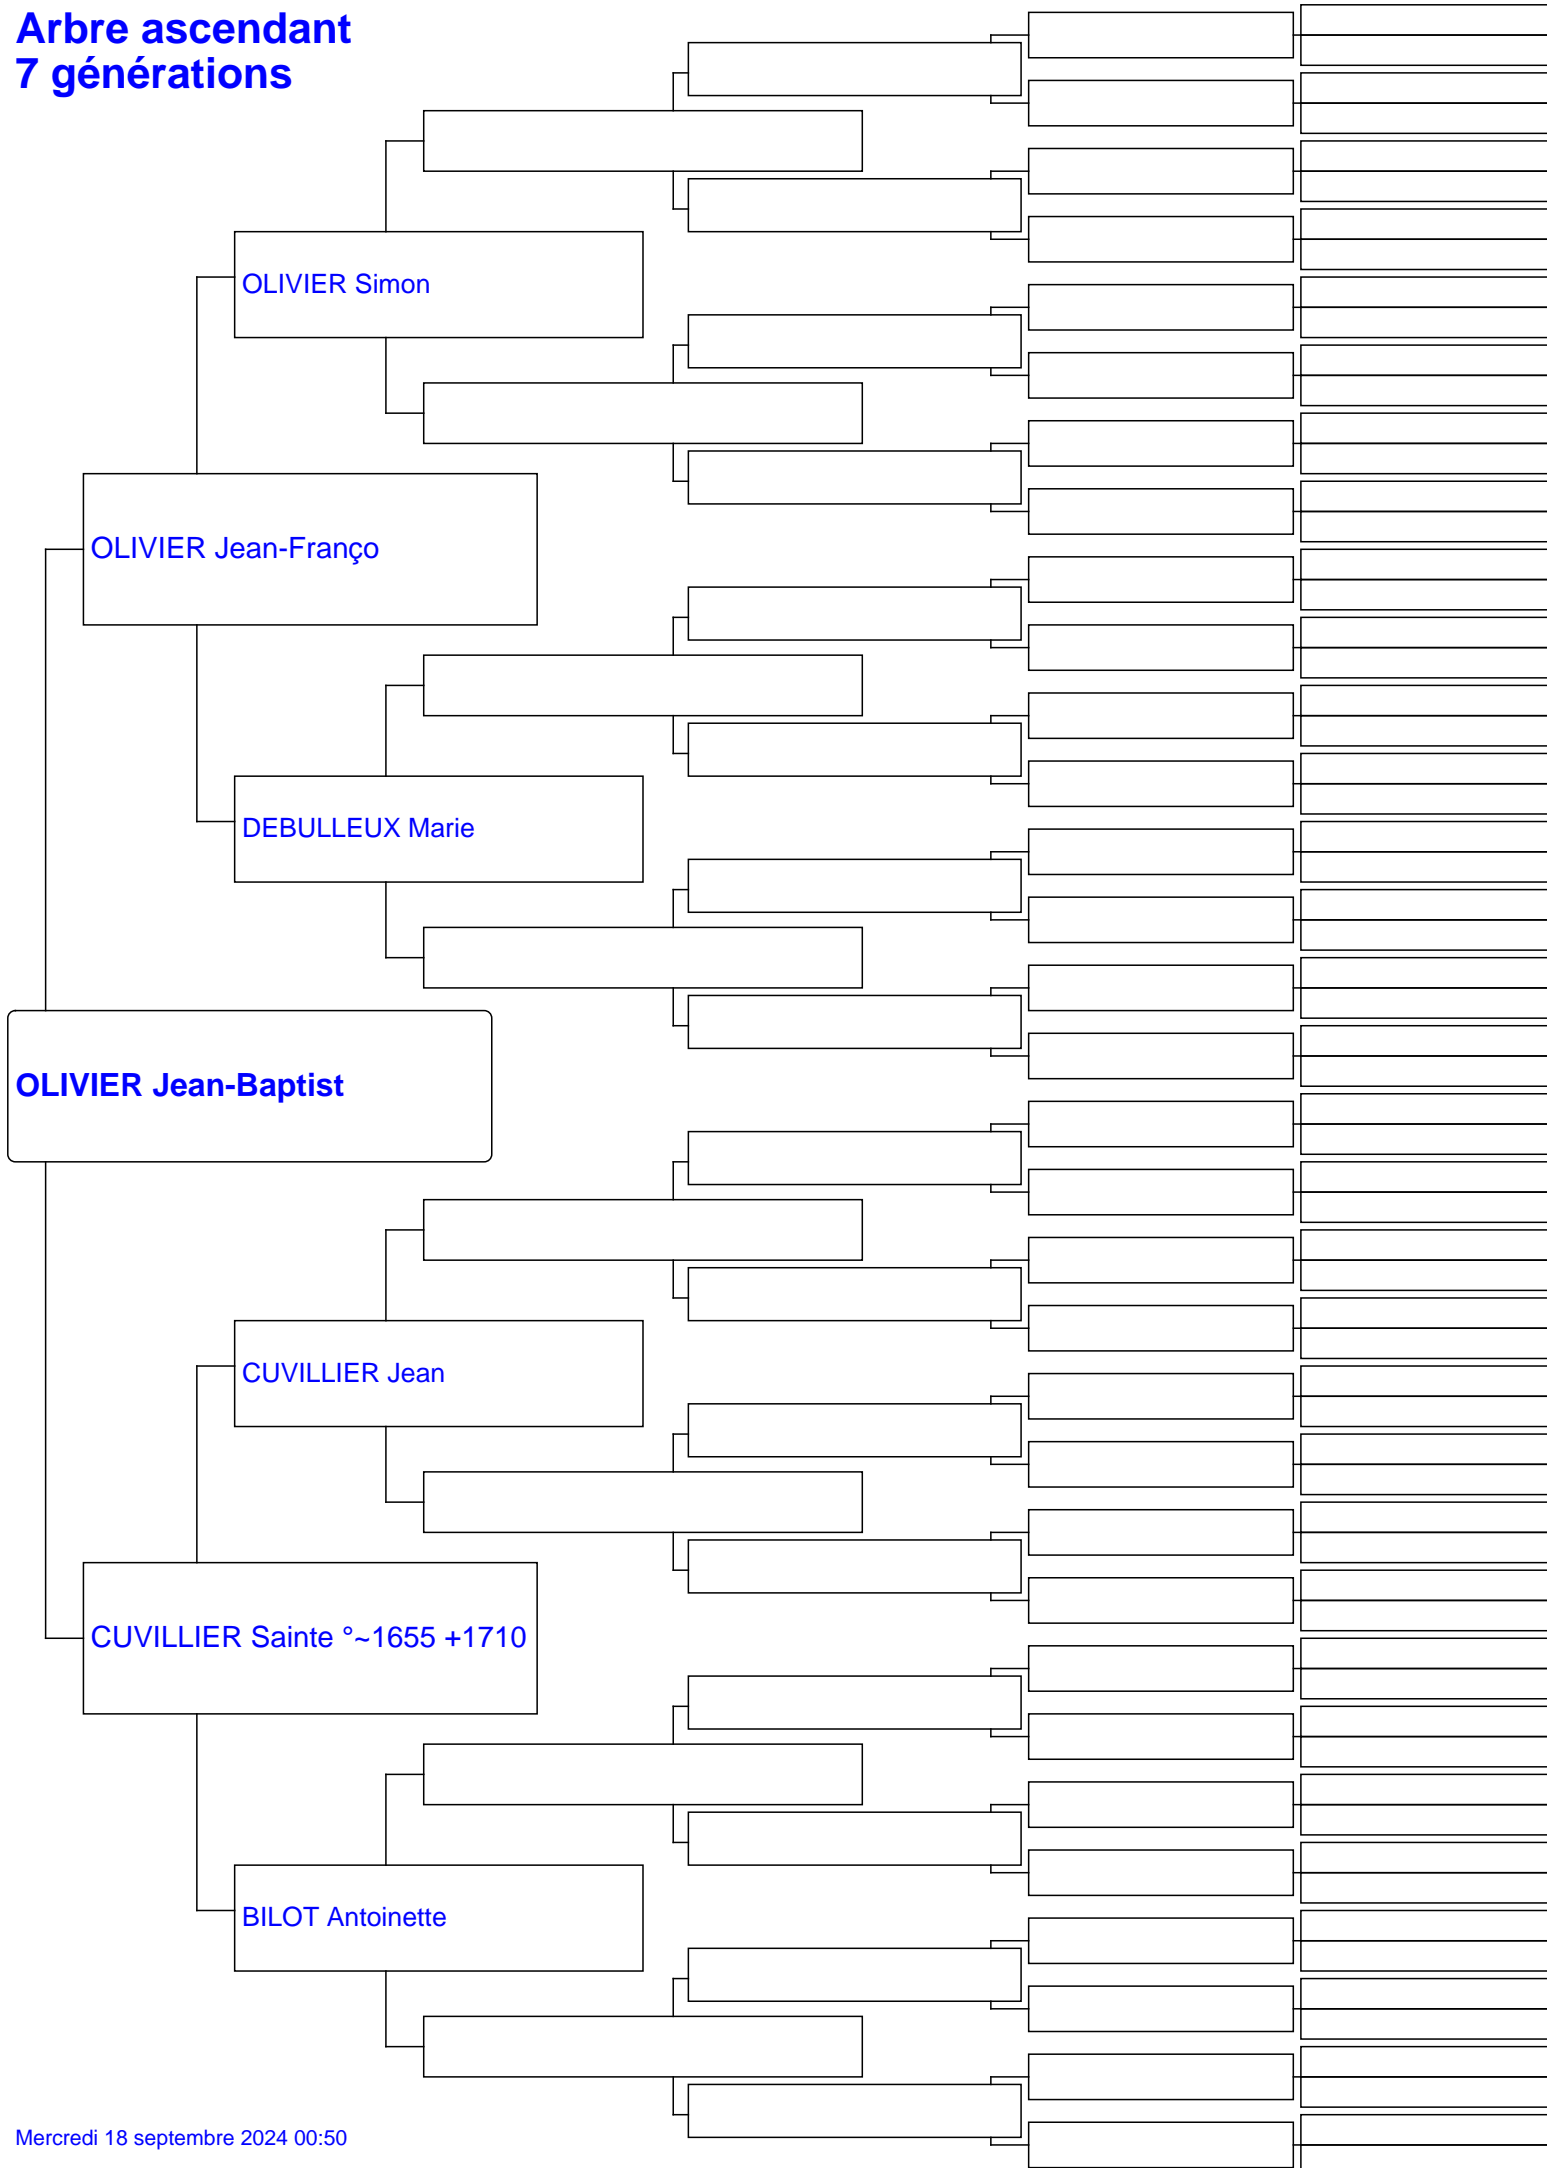 Arbre ascendant
7 générations
OLIVIER Simon
OLIVIER Jean-Franço
DEBULLEUX Marie
OLIVIER Jean-Baptist
CUVILLIER Jean
CUVILLIER Sainte °~1655 +1710
BILOT Antoinette
Mercredi 18 septembre 2024 00:50